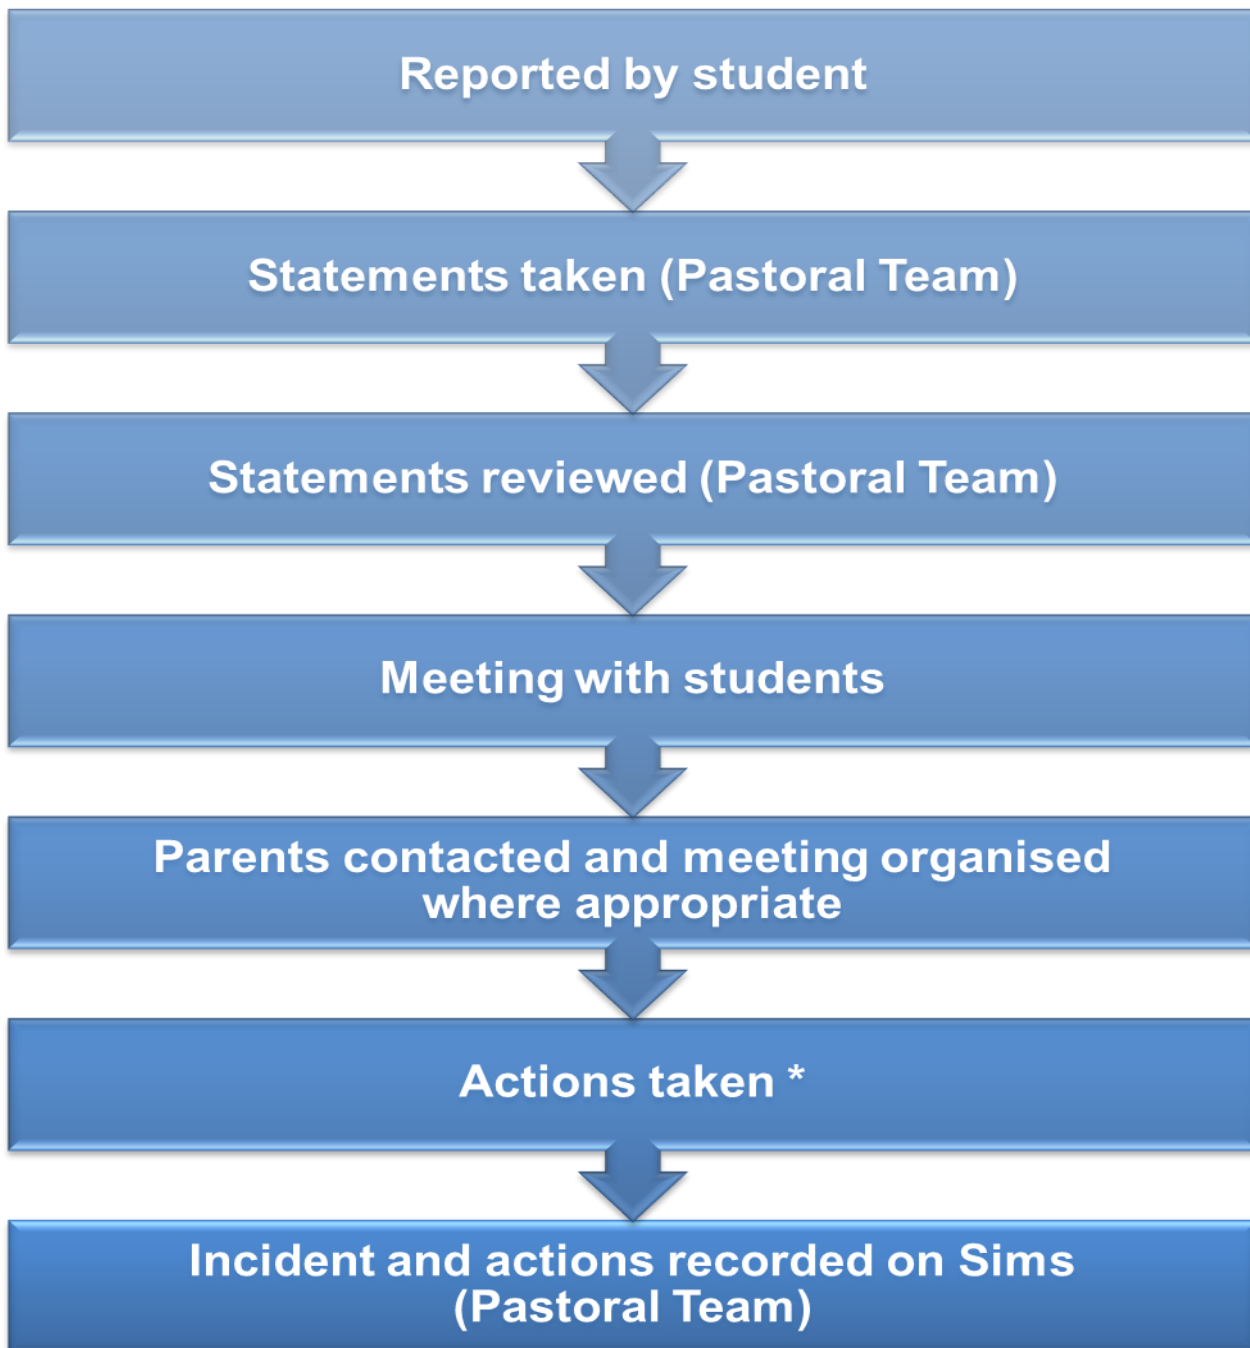 Reported by student
Statements taken (Pastoral Team)
Statements reviewed (Pastoral Team)
Meeting with students
Parents contacted and meeting organised
where appropriate
Actions taken *
Incident and actions recorded on Sims
(Pastoral Team)